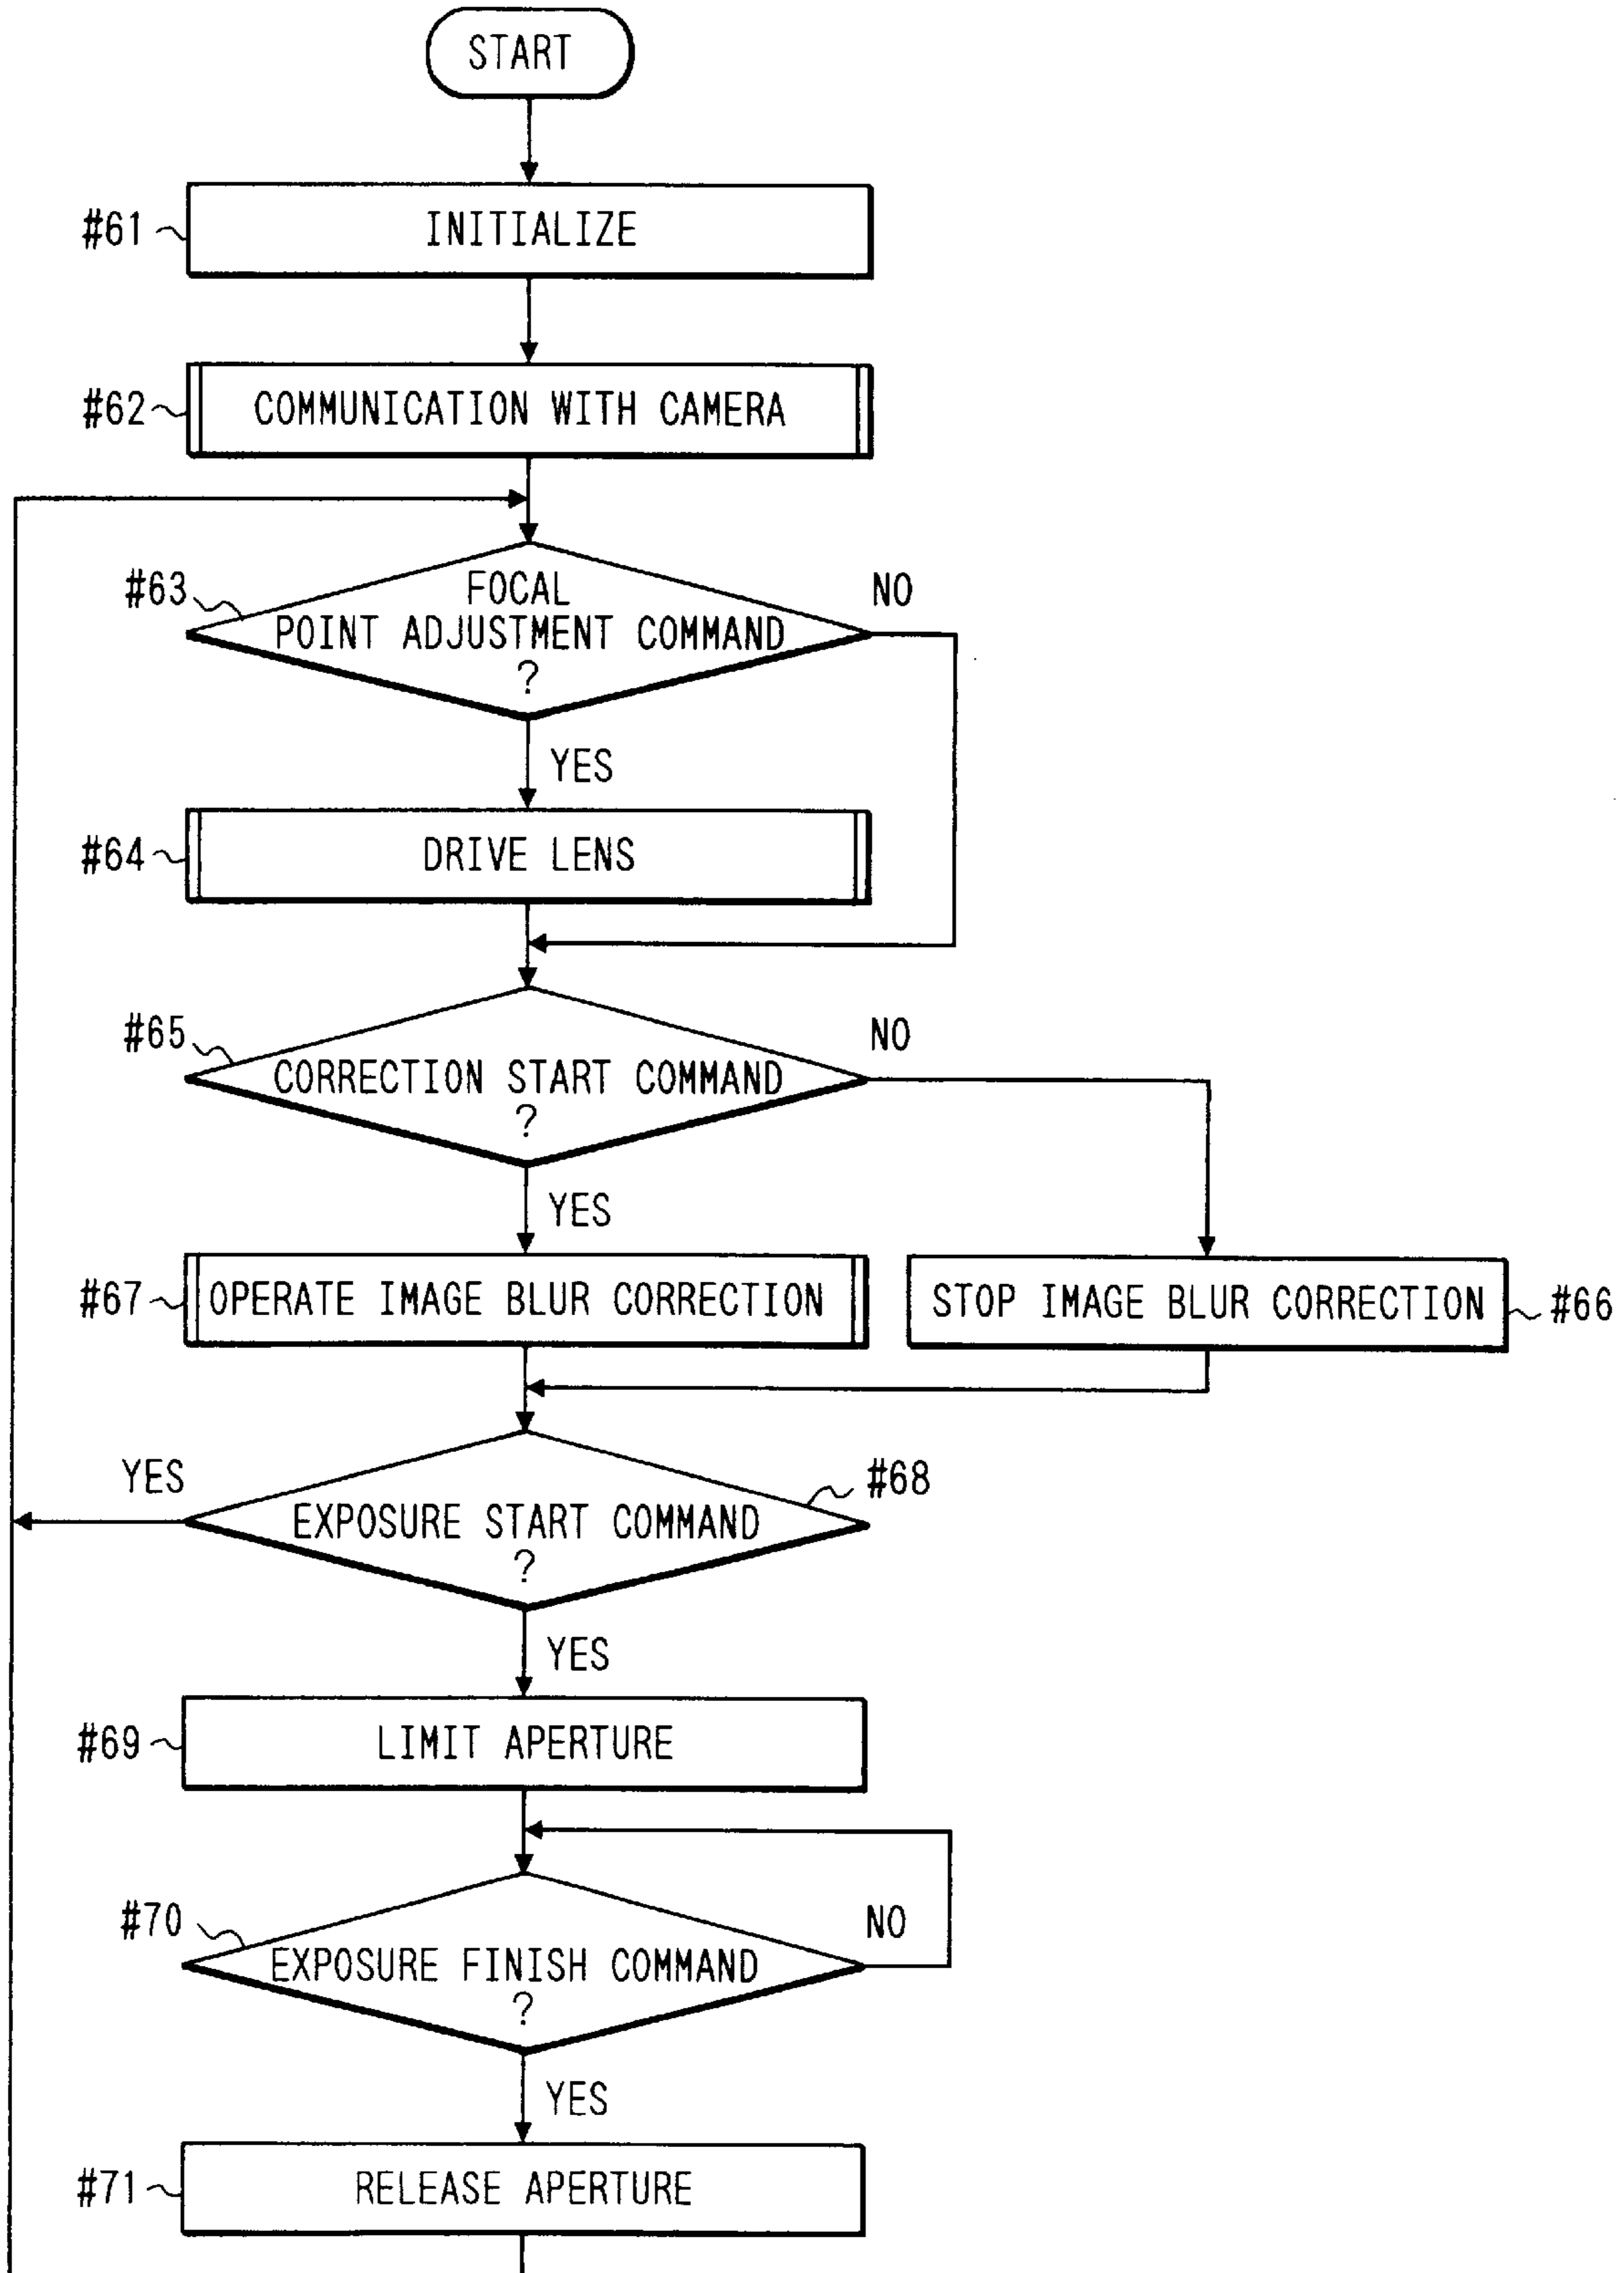 START
#61
INITIALIZE
#62
COMMUNICATION WITH CAMERA
#63
FOCAL
POINT ADJUSTMENT COMMAND
?
NO
YES
#64
DRIVE LENS
#65
CORRECTION START COMMAND
?
NO
YES
#67
OPERATE IMAGE BLUR CORRECTION
STOP IMAGE BLUR CORRECTION
#66
YES
#68
EXPOSURE START COMMAND
?
YES
#69
LIMIT APERTURE
#70
EXPOSURE FINISH COMMAND
?
NO
YES
#71
RELEASE APERTURE